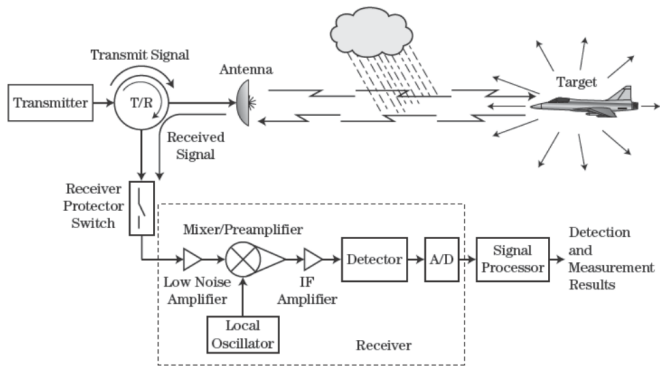 Transmit Signal
Antenna
Transmitter
T/R
Target
Received
Signal
Receiver
Protector
Switch
Mixer/Preamplifier
Low Noise
Amplifier
IF
Amplifier
Detector
A/D
Signal
Processor
Detection
and
Measurement
Results
Local
Oscillator
Receiver